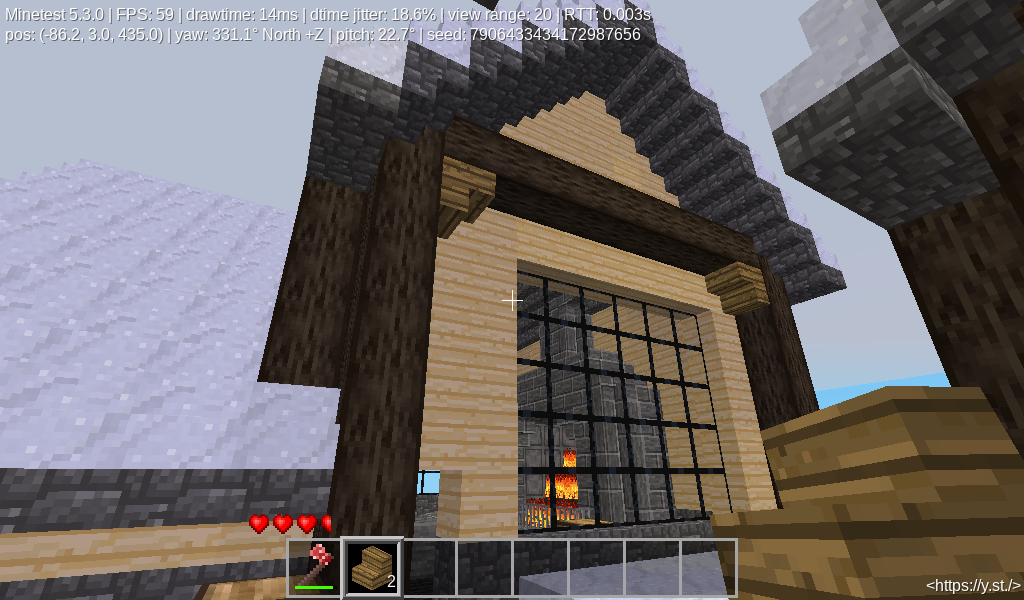 Minetest 5.3.0 | FPS: 59 | drawtime: 14ms | dtime jitter: 18.6% | view range: 20 | RTT: 0.003s
pos: (-86.2, 3.0, 435.0) | yaw: 331.1° North +Z | pitch: 22.7° | seed: 7906433434172987656
2
<https://y.st./>